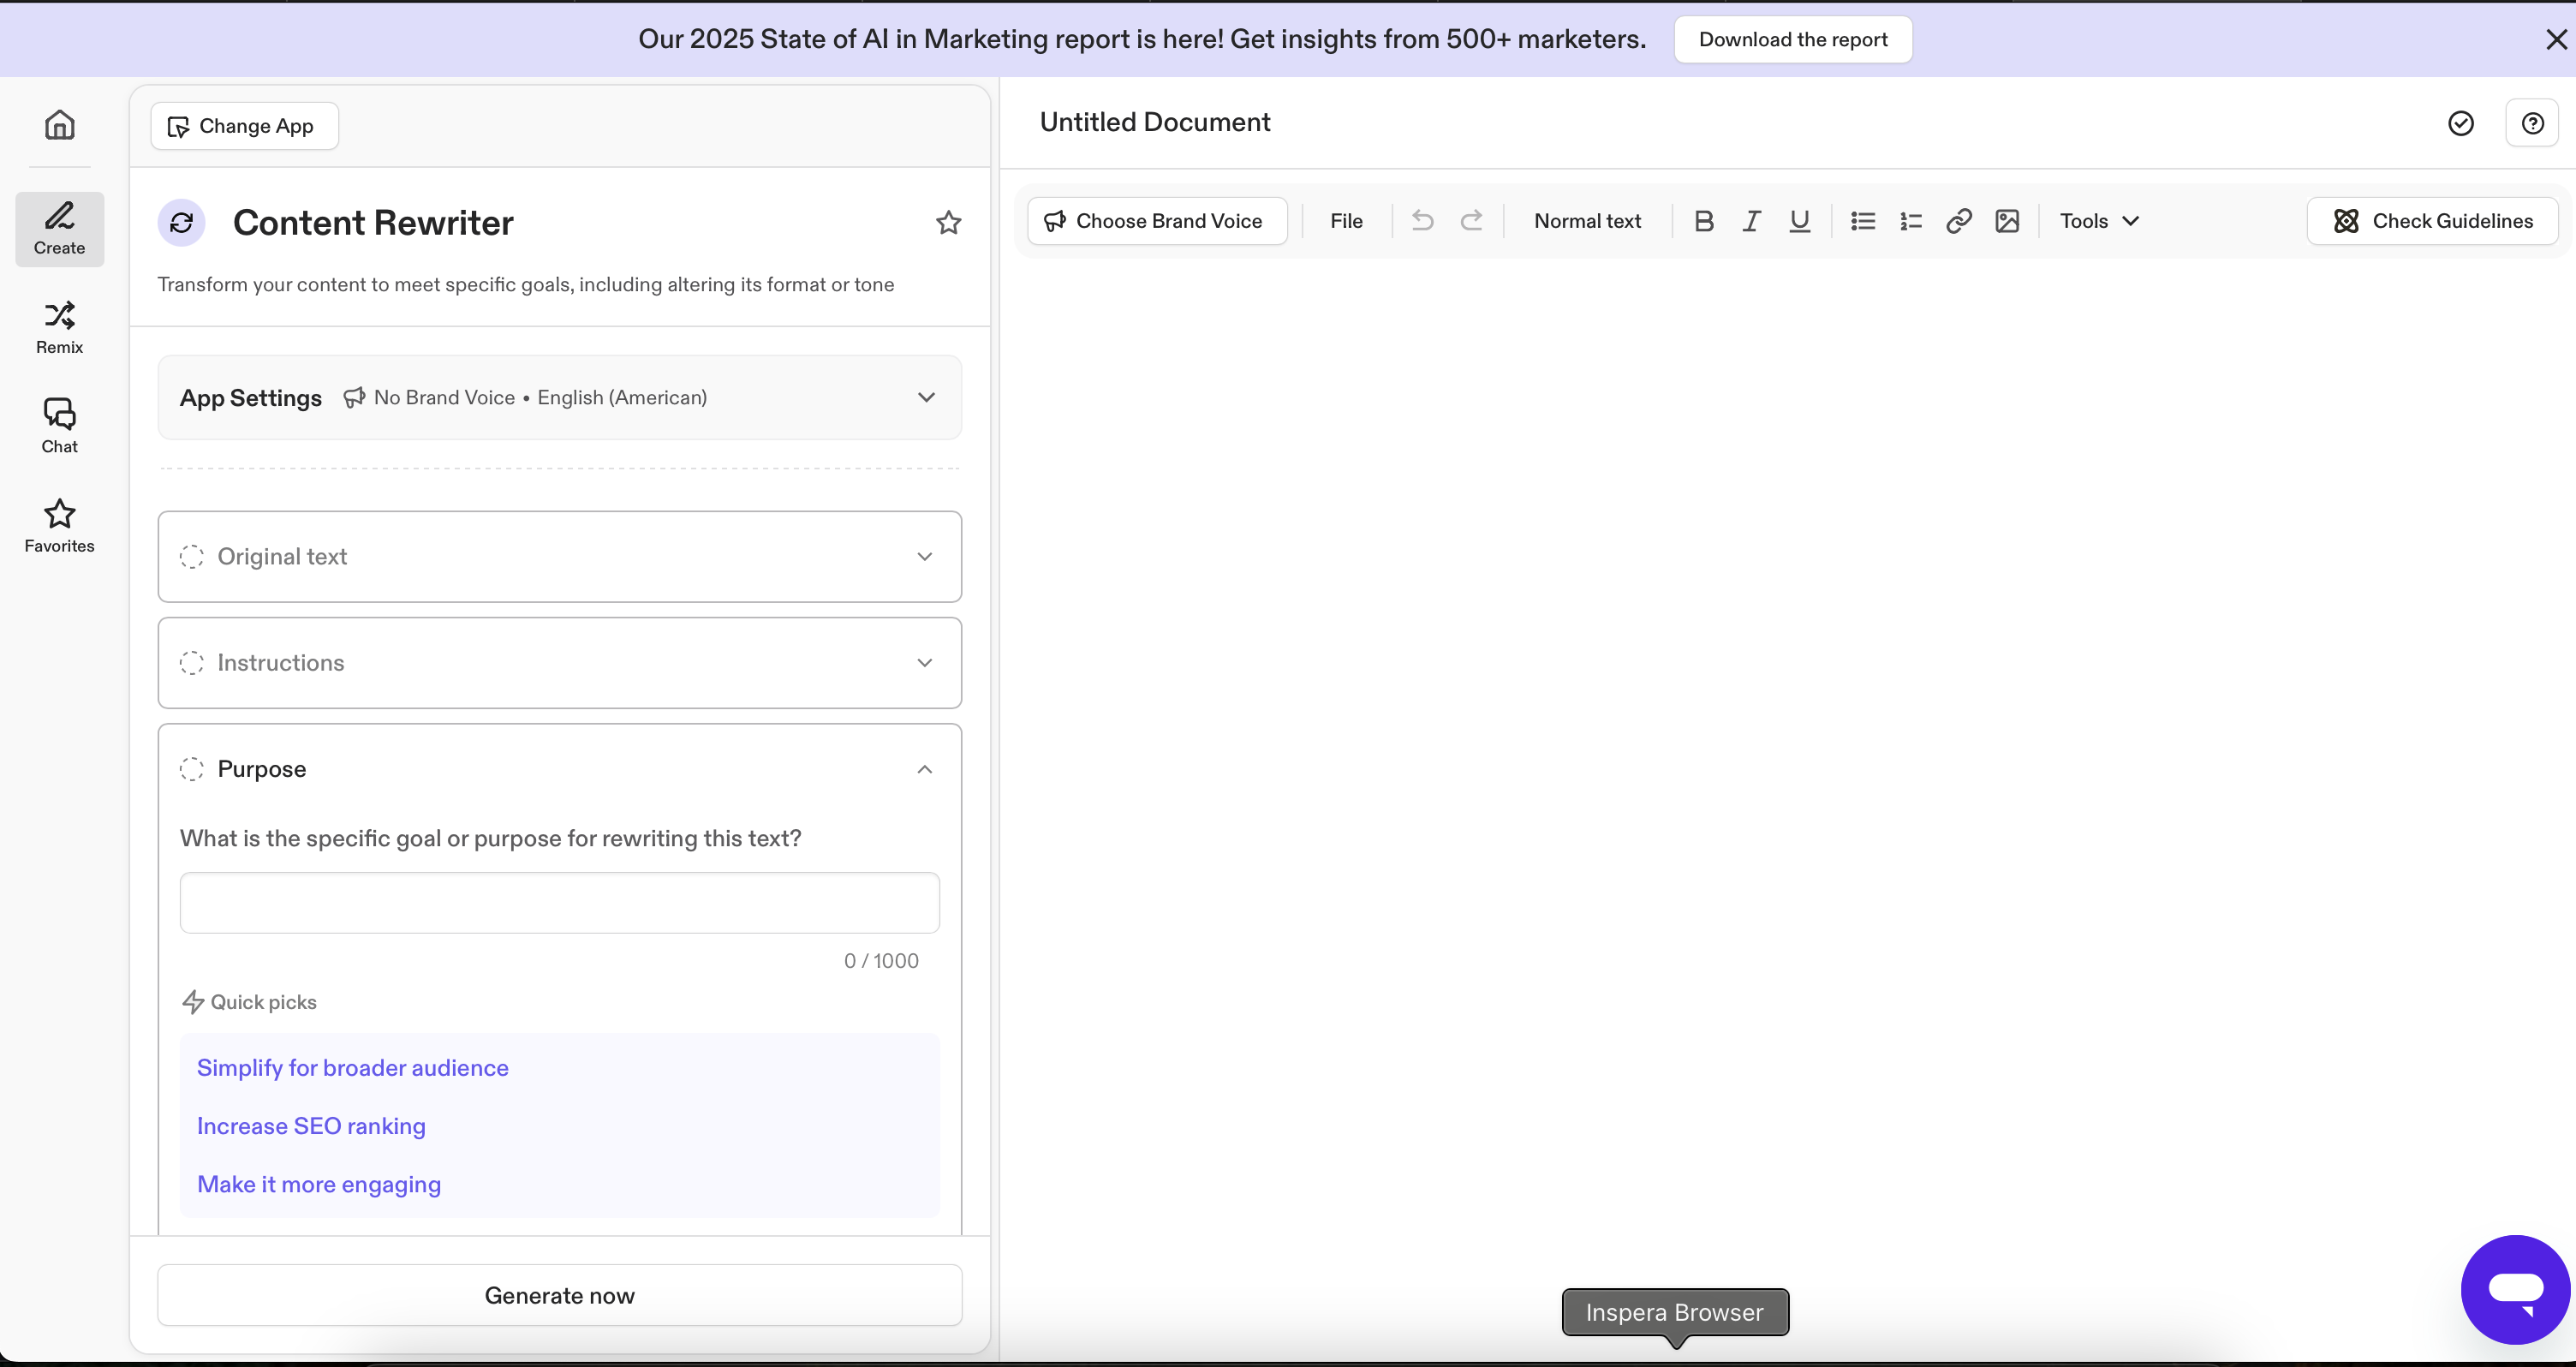 Our 2025 State of AI in Marketing report is here! Get insights from 500+ marketers.
Download the report
Change App
Content Rewriter
Transform your content to meet specific goals, including altering its format or tone
App Settings No Brand Voice • English (American)
Original text
Instructions
Purpose
What is the specific goal or purpose for rewriting this text?
0 / 1000
Quick picks
Simplify for broader audience
Increase SEO ranking
Make it more engaging
Generate now
Create
Remix
Chat
Favorites
Untitled Document
Choose Brand Voice File Normal text B I U Tools Check Guidelines
Inspera Browser